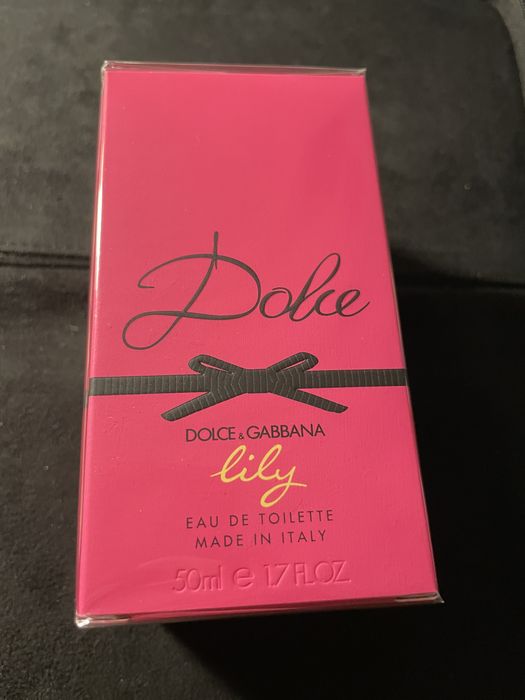 Dolce
DOLCE & GABBANA
lily
EAU DE TOILETTE
MADE IN ITALY
50ml e 1.7 FL.OZ